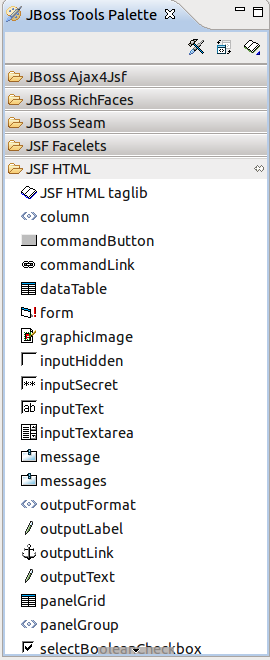 JBoss Tools Palette
JBoss Ajax4Jsf
JBoss RichFaces
JBoss Seam
JSF Facelets
JSF HTML
JSF HTML taglib
column
commandButton
commandLink
dataTable
form
graphicImage
inputHidden
inputSecret
inputText
inputTextarea
message
messages
outputFormat
outputLabel
outputLink
outputText
panelGrid
panelGroup
selectBooleanCheckbox